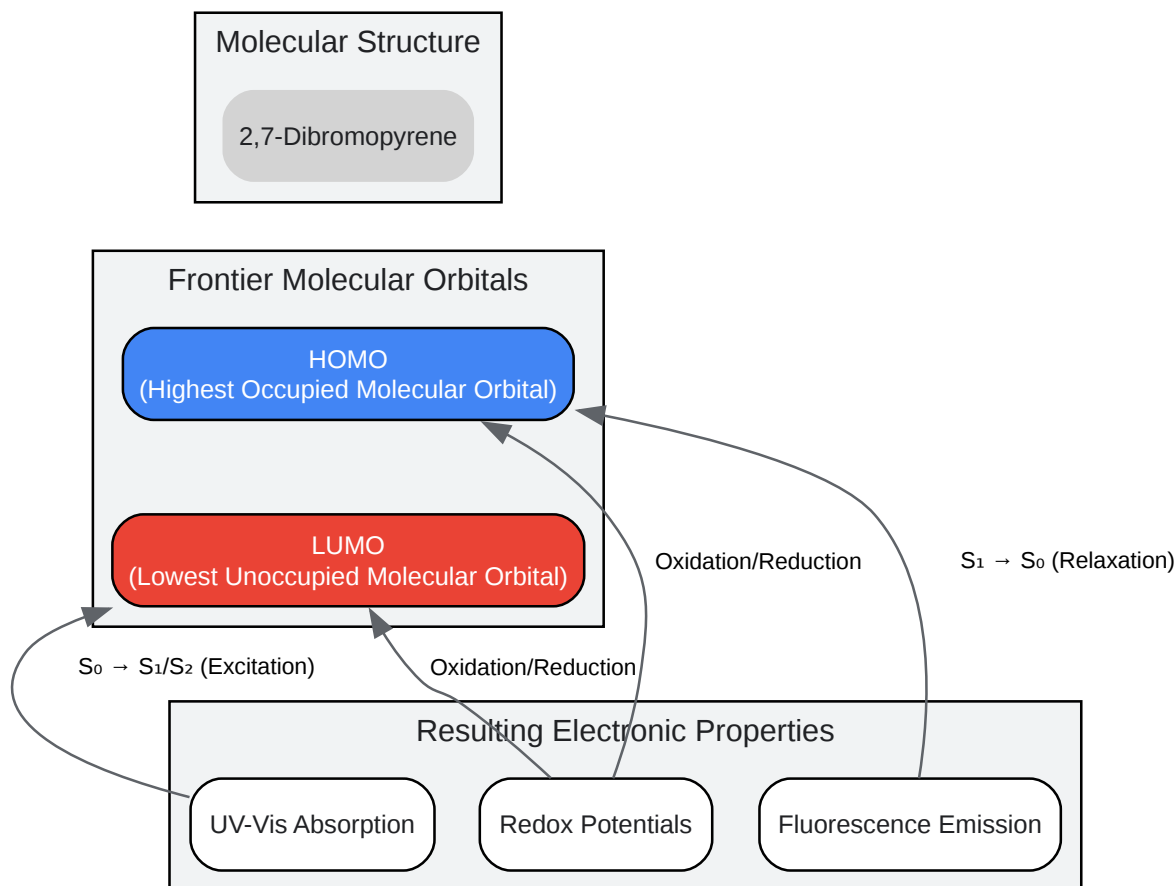 Molecular Structure
2,7-Dibromopyrene
Frontier Molecular Orbitals
HOMO
(Highest Occupied Molecular Orbital)
LUMO
(Lowest Unoccupied Molecular Orbital)
Oxidation/Reduction
S₁ → S₀ (Relaxation)
S₀ → S₁/S₂ (Excitation)
Oxidation/Reduction
Resulting Electronic Properties
UV-Vis Absorption
Redox Potentials
Fluorescence Emission